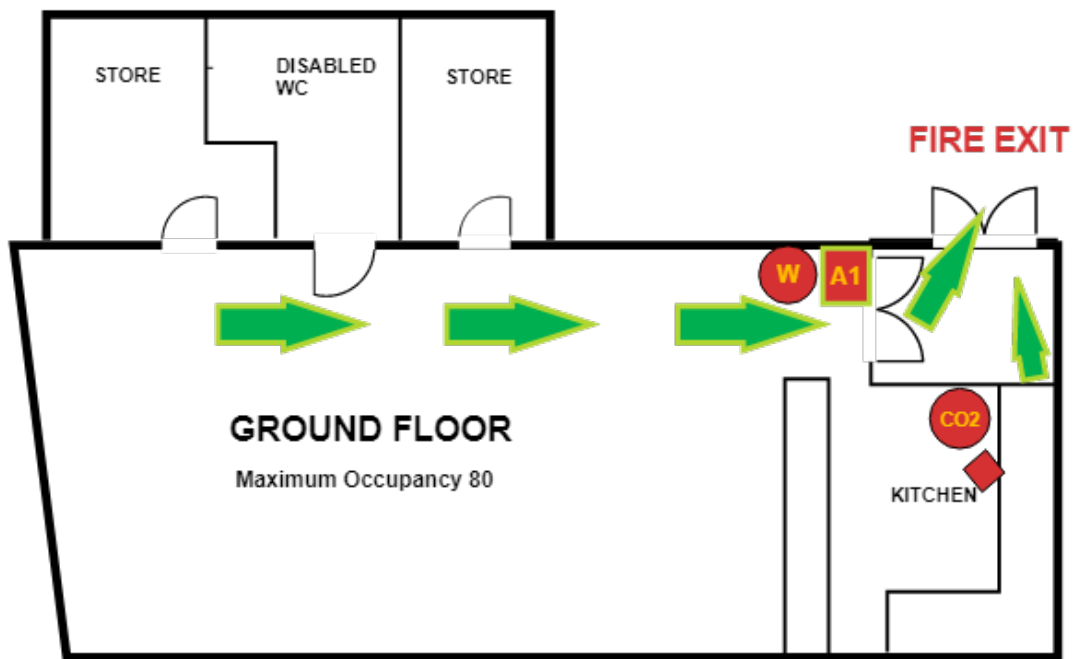 STORE
DISABLED
WC
STORE
FIRE EXIT
W
A1
GROUND FLOOR
Maximum Occupancy 80
CO2
KITCHEN